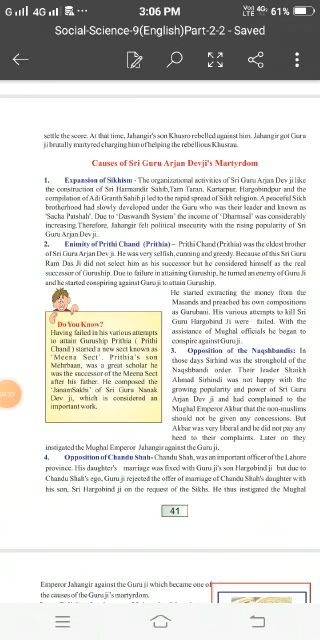 G 4G ... 3:06 PM Vo)) LTE 4G 61%
Social-Science-9(English)Part-2-2 - Saved
settle the score. At that time, Jahangir's son Khusro rebelled against him. Jahangir got Guru
ji brutally martyred charging him of helping the rebellious Khusrau.
Causes of Sri Guru Arjan Devji's Martyrdom
1. Expansion of Sikhism - The organizational activities of Sri Guru Arjan Dev ji like
the construction of Sri Harmandir Sahib, Tarn Taran, Kartarpur, Hargobindpur and the
compilation of Adi Granth Sahib ji led to the rapid spread of Sikh religion. A peaceful Sikh
brotherhood had slowly developed under the Guru who was their leader and known as
'Sacha Patshah'. Due to 'Daswandh System' the income of 'Dharmsal' was considerably
increasing.Therefore, Jahangir felt political insecurity with the rising popularity of Sri
Guru Arjan Dev ji.
2. Enimity of Prithi Chand (Prithia) – Prithi Chand (Prithia) was the eldest brother
of Sri Guru Arjan Dev ji. He was very selfish, cunning and greedy. Because of this Sri Guru
Ram Das Ji did not select him as his successor but he considered himself as the real
successor of Guruship. Due to failure in attaining Guruship, he turned an enemy of Guru Ji
and he started conspiring against Guru ji to attain Guruship.
He started extracting the money from the
Masands and preached his own compositions
as Gurubani. His various attempts to kill Sri
Guru Hargobind Ji were failed. With the
assistance of Mughal officials he began to
conspire against Guru ji.
Do You Know?
Having failed in his various attempts
to attain Guruship Prithia ( Prithi
Chand ) started a new sect known as
'Meena Sect'. Prithia's son
Mehrbaan, was a great scholar he
was the successor of the Meena Sect
after his father. He composed the
'JanamSakhi' of Sri Guru Nanak
Dev ji, which is considered an
important work.
3. Opposition of the Naqshbandis: In
those days Sirhind was the stronghold of the
Naqshbandi order. Their leader Shaikh
Ahmad Sirhindi was not happy with the
growing popularity and power of Sri Guru
Arjan Dev ji and had complained to the
Mughal Emperor Akbar that the non-muslims
should not be given any concessions. But
Akbar was very liberal and he did not pay any
heed to their complaints. Later on they
instigated the Mughal Emperor Jahangir against the Guru ji.
4. Opposition of Chandu Shah- Chandu Shah, was an important officer of the Lahore
province. His daughter's marriage was fixed with Guru ji's son Hargobind ji but due to
Chandu Shah's ego, Guru ji rejected the offer of marriage of Chandu Shah's daughter with
his son, Sri Hargobind ji on the request of the Sikhs. He thus instigated the Mughal
41
Emperor Jahangir against the Guru ji which became one of
the causes of the Guru ji's martyrdom.